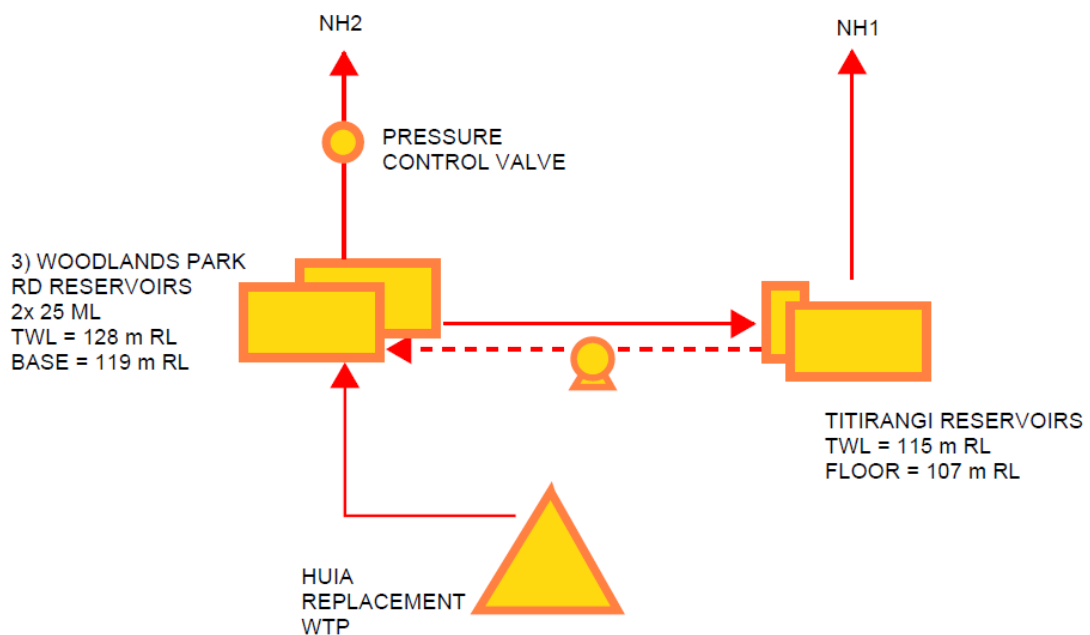 NH2
NH1
PRESSURE
CONTROL VALVE
3) WOODLANDS PARK
RD RESERVOIRS
2x 25 ML
TWL = 128 m RL
BASE = 119 m RL
TITIRANGI RESERVOIRS
TWL = 115 m RL
FLOOR = 107 m RL
HUIA
REPLACEMENT
WTP